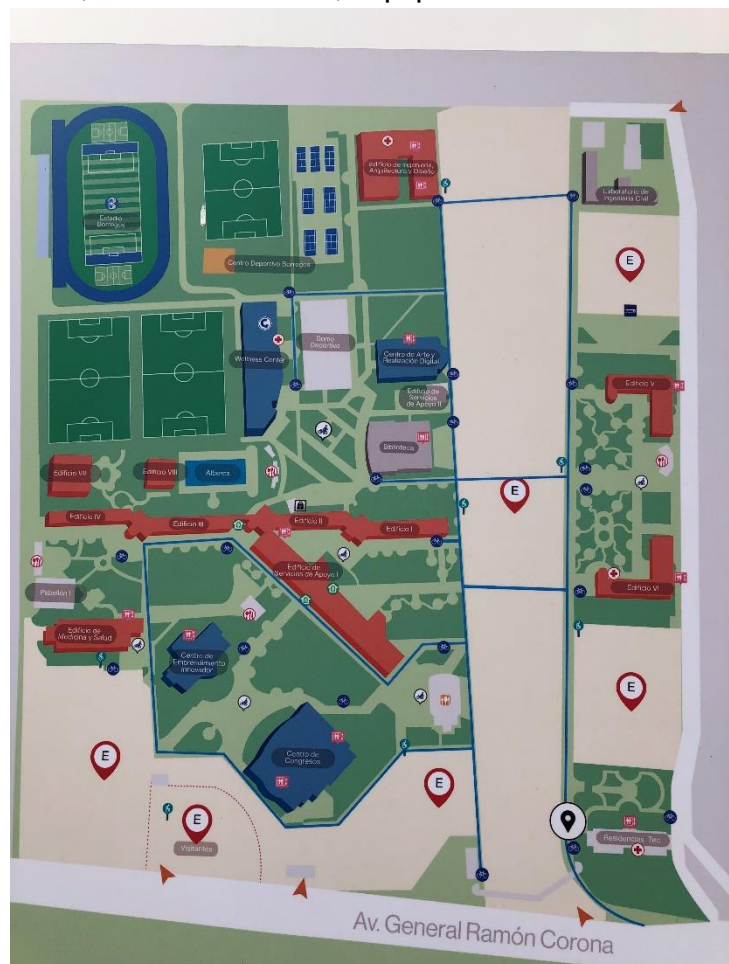 Edificio de Ingeniería,
Arquitectura y Diseño
Laboratorio de
Ingeniería Civil
Estadio
Borregos
E
Centro Deportivo Borregos
Wellness Center
Domo
Deportivo
Centro de Arte y
Realización Digital
Edificio V
Edificio de
Servicios
de Apoyo II
Biblioteca
Edificio VII
Edificio VIII
Alberca
E
Edificio IV
Edificio III
Edificio II
Edificio I
Edificio de
Servicios de Apoyo I
Pabellón I
Edificio VI
Edificio de
Medicina y Salud
Centro de
Emprendimiento
Innovador
E
Centro de
Congresos
E
E
E
Visitantes
Residencias Tec
Av. General Ramón Corona